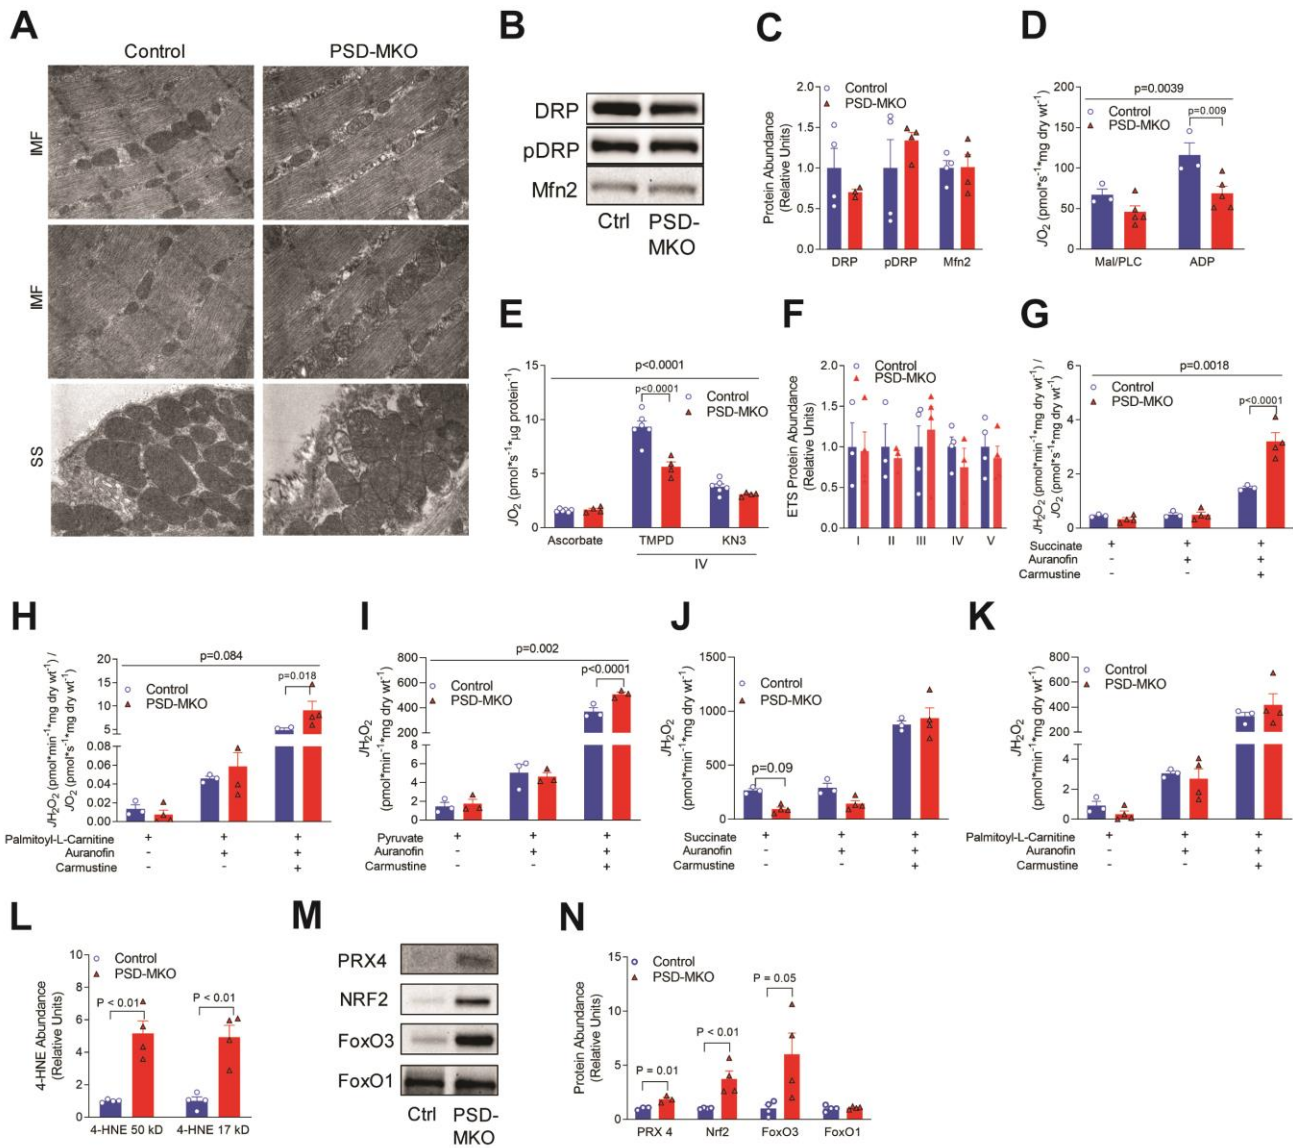 A
Control
PSD-MKO
IMF
IMF
SS
B
DRP
pDRP
Mfn2
Ctrl
PSD-
MKO
C
Protein Abundance
(Relative Units)
2.0
1.5
1.0
0.5
0.0
Control
PSD-MKO
DRP
pDRP
Mfn2
D
JO₂ (pmol*s⁻¹*mg dry wt⁻¹)
200
150
100
50
0
p=0.0039
Control
PSD-MKO
p=0.009
Mal/PLC
ADP
E
JO₂ (pmol*s⁻¹*µg protein⁻¹)
15
10
5
0
p<0.0001
p<0.0001
Control
PSD-MKO
Ascorbate
TMPD
KN3
IV
F
ETS Protein Abundance
(Relative Units)
2.0
1.5
1.0
0.5
0.0
Control
PSD-MKO
I
II
III
IV
V
G
JH₂O₂ (pmol*min⁻¹*mg dry wt⁻¹) /
JO₂ (pmol*s⁻¹*mg dry wt⁻¹)
6
4
2
0
p=0.0018
Control
PSD-MKO
p<0.0001
Succinate + + +
Auranofin - + +
Carmustine - - +
H
JH₂O₂ (pmol*min⁻¹*mg dry wt⁻¹) /
JO₂ (pmol*s⁻¹*mg dry wt⁻¹)
20
15
10
5
0.08
0.06
0.04
0.02
0.00
p=0.084
Control
PSD-MKO
p=0.018
Palmitoyl-L-Carnitine + + +
Auranofin - + +
Carmustine - - +
I
JH₂O₂
(pmol*min⁻¹*mg dry wt⁻¹)
800
600
400
200
8
6
4
2
0
p=0.002
p<0.0001
Control
PSD-MKO
Pyruvate + + +
Auranofin - + +
Carmustine - - +
J
JH₂O₂
(pmol*min⁻¹*mg dry wt⁻¹)
1500
1000
500
0
Control
PSD-MKO
p=0.09
Succinate + + +
Auranofin - + +
Carmustine - - +
K
JH₂O₂
(pmol*min⁻¹*mg dry wt⁻¹)
800
600
400
200
4
2
0
Control
PSD-MKO
Palmitoyl-L-Carnitine + + +
Auranofin - + +
Carmustine - - +
L
4-HNE Abundance
(Relative Units)
10
8
6
4
2
0
Control
PSD-MKO
P < 0.01
P < 0.01
4-HNE 50 kD
4-HNE 17 kD
M
PRX4
NRF2
FoxO3
FoxO1
Ctrl
PSD-
MKO
N
Protein Abundance
(Relative Units)
15
10
5
0
Control
PSD-MKO
P = 0.01
P < 0.01
P = 0.05
PRX 4
Nrf2
FoxO3
FoxO1